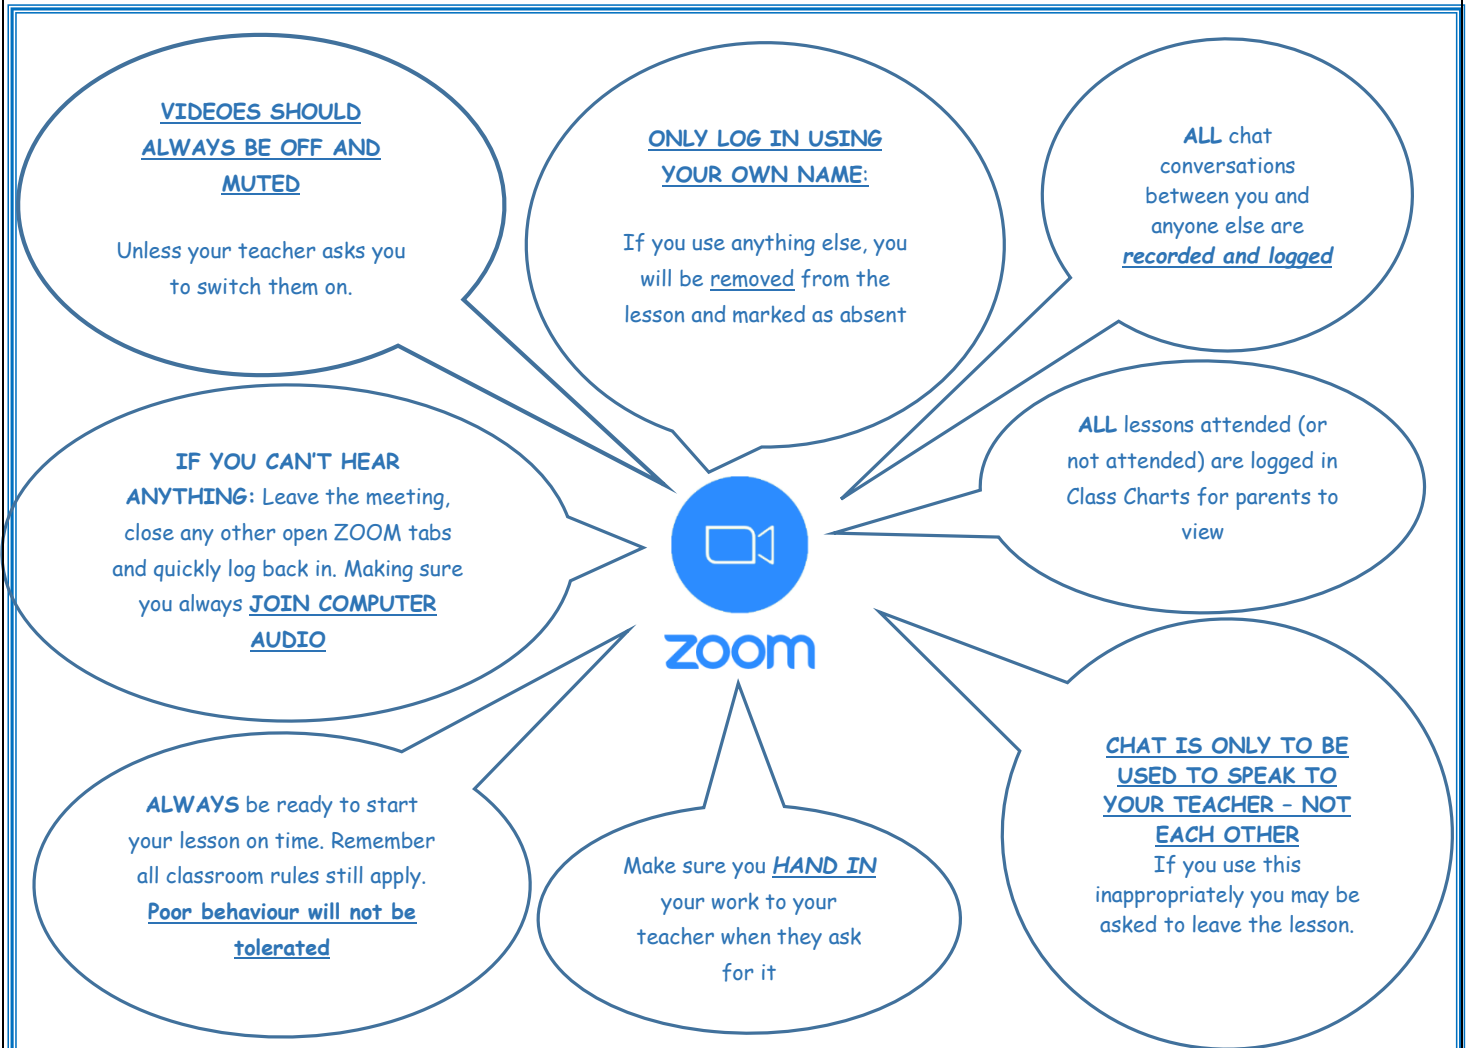 VIDEOES SHOULD
ALWAYS BE OFF AND
MUTED
Unless your teacher asks you
to switch them on.
ONLY LOG IN USING
YOUR OWN NAME:
If you use anything else, you
will be removed from the
lesson and marked as absent
ALL chat
conversations
between you and
anyone else are
recorded and logged
IF YOU CAN'T HEAR
ANYTHING: Leave the meeting,
close any other open ZOOM tabs
and quickly log back in. Making sure
you always JOIN COMPUTER
AUDIO
zoom
ALL lessons attended (or
not attended) are logged in
Class Charts for parents to
view
ALWAYS be ready to start
your lesson on time. Remember
all classroom rules still apply.
Poor behaviour will not be
tolerated
Make sure you HAND IN
your work to your
teacher when they ask
for it
CHAT IS ONLY TO BE
USED TO SPEAK TO
YOUR TEACHER – NOT
EACH OTHER
If you use this
inappropriately you may be
asked to leave the lesson.